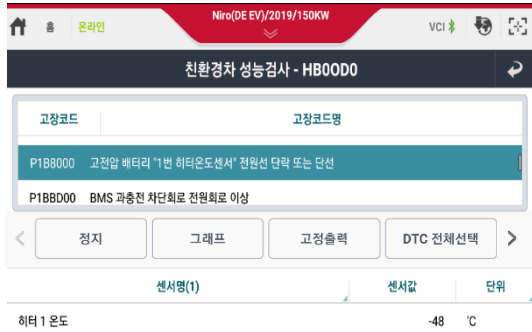 Niro(DE EV)/2019/150KW
홈 온라인 VCI
친환경차 성능검사 - HB00D0
고장코드 고장코드명
P1B8000 고전압 배터리 "1번 히터온도센서" 전원선 단락 또는 단선
P1BBD00 BMS 과충전 차단회로 전원회로 이상
정지 그래프 고정출력 DTC 전체선택
센서명(1) 센서값 단위
히터 1 온도 -48 ℃